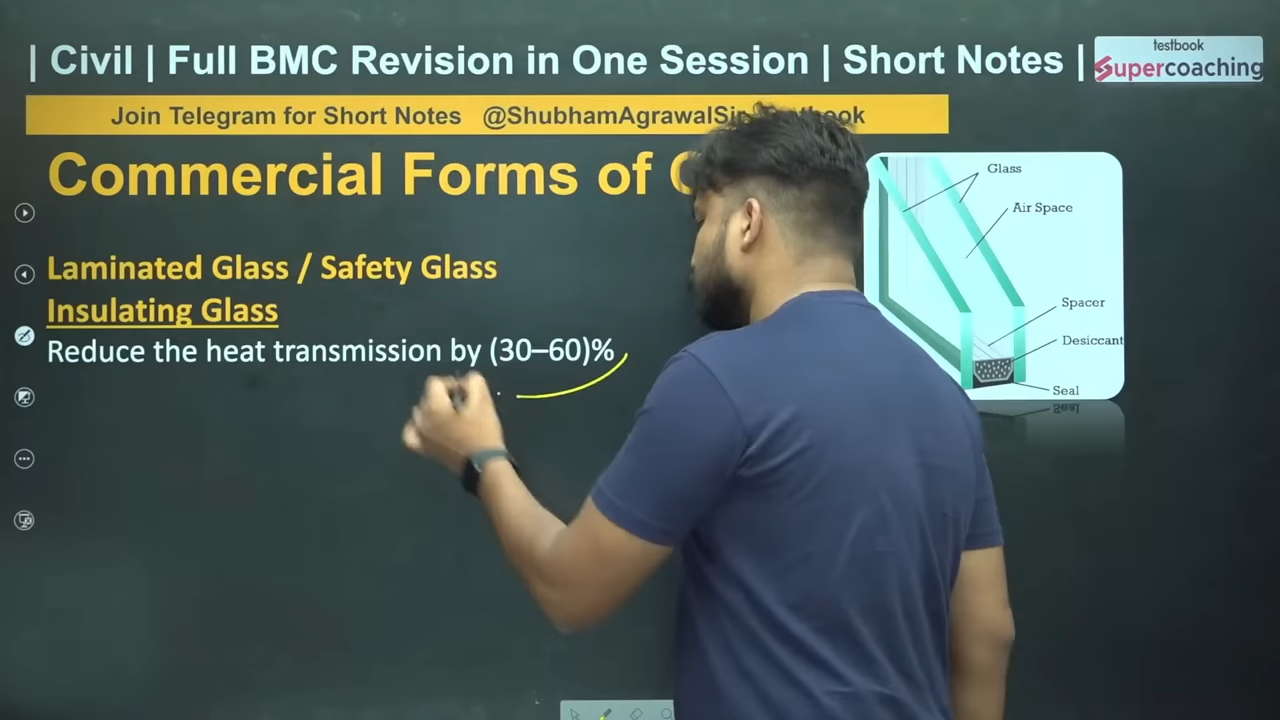 | Civil | Full BMC Revision in One Session | Short Notes |
testbook
Supercoaching
Join Telegram for Short Notes @ShubhamAgrawalSir
Commercial Forms of
Laminated Glass / Safety Glass
Insulating Glass
Reduce the heat transmission by (30–60)%
Glass
Air Space
Spacer
Desiccant
Seal